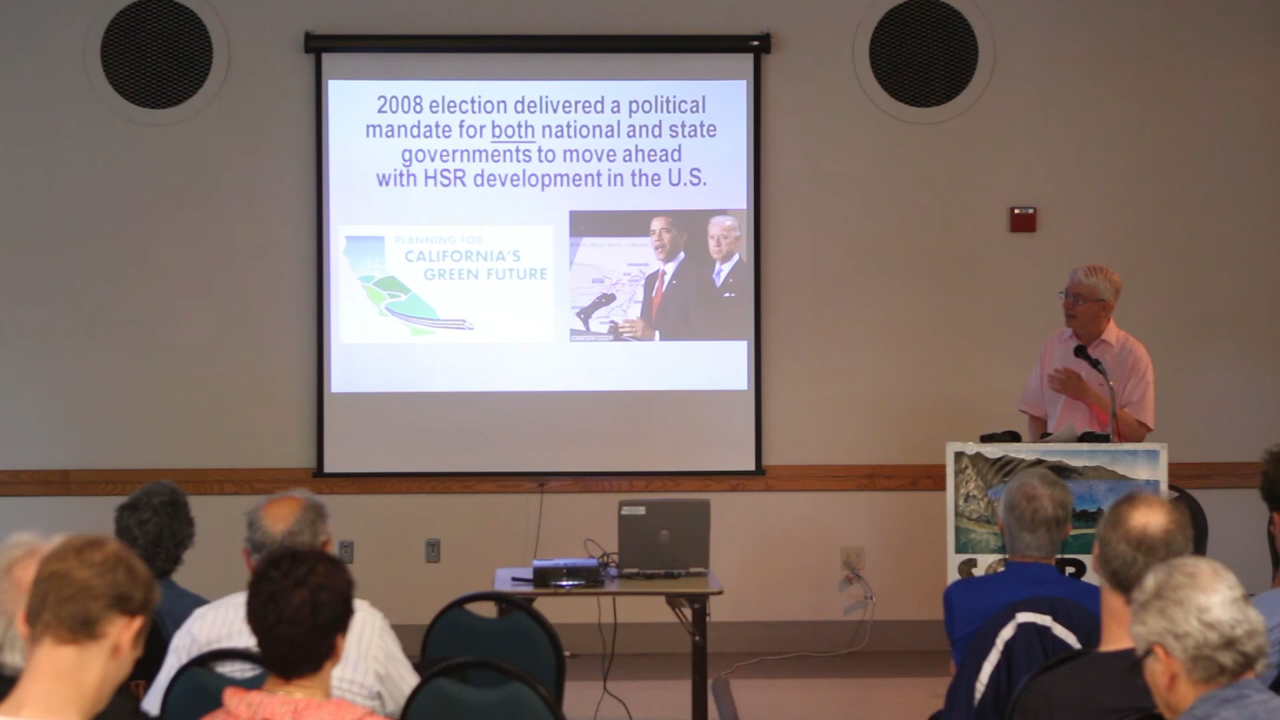 2008 election delivered a political
mandate for both national and state
governments to move ahead
with HSR development in the U.S.
PLANNING FOR
CALIFORNIA'S
GREEN FUTURE